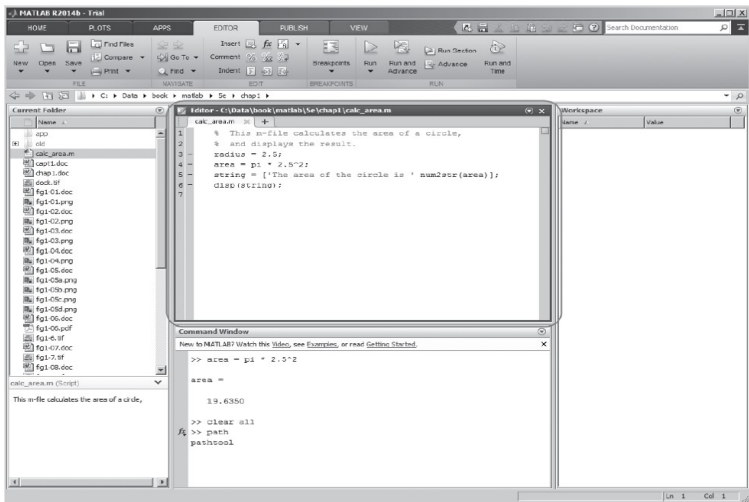 MATLAB R2014b - Trial
HOME PLOTS APPS EDITOR PUBLISH VIEW
Search Documentation
New Open Save
Find Files
Compare
Print
Go To
Find
Insert
Comment
Indent
Breakpoints
Run
Run and Advance
Run Section
Advance
Run and Time
FILE NAVIGATE EDIT BREAKPOINTS RUN
C: Data book matlab 5e chap1
Current Folder
Name
app
old
calc_area.m
capt1.doc
chap1.doc
deck.tif
fig1-01.doc
fig1-01.png
fig1-02.doc
fig1-02.png
fig1-03.doc
fig1-03.png
fig1-04.doc
fig1-04.png
fig1-05.doc
fig1-05a.png
fig1-05b.png
fig1-05c.png
fig1-05d.png
fig1-06.doc
fig1-06.pdf
fig1-6.tif
fig1-07.doc
fig1-7.tif
fig1-08.doc
calc_area.m (Script)
This m-file calculates the area of a circle,
Editor - C:\Data\book\matlab\5e\chap1\calc_area.m
calc_area.m
1 % This m-file calculates the area of a circle,
2 % and displays the result.
3 - radius = 2.5;
4 - area = pi * 2.5^2;
5 - string = ['The area of the circle is ' num2str(area)];
6 - disp(string);
7
Command Window
New to MATLAB? Watch this Video, see Examples, or read Getting Started.
>> area = pi * 2.5^2
area =
19.6350
>> clear all
>> path
pathtool
Workspace
Name Value
Ln 1 Col 1